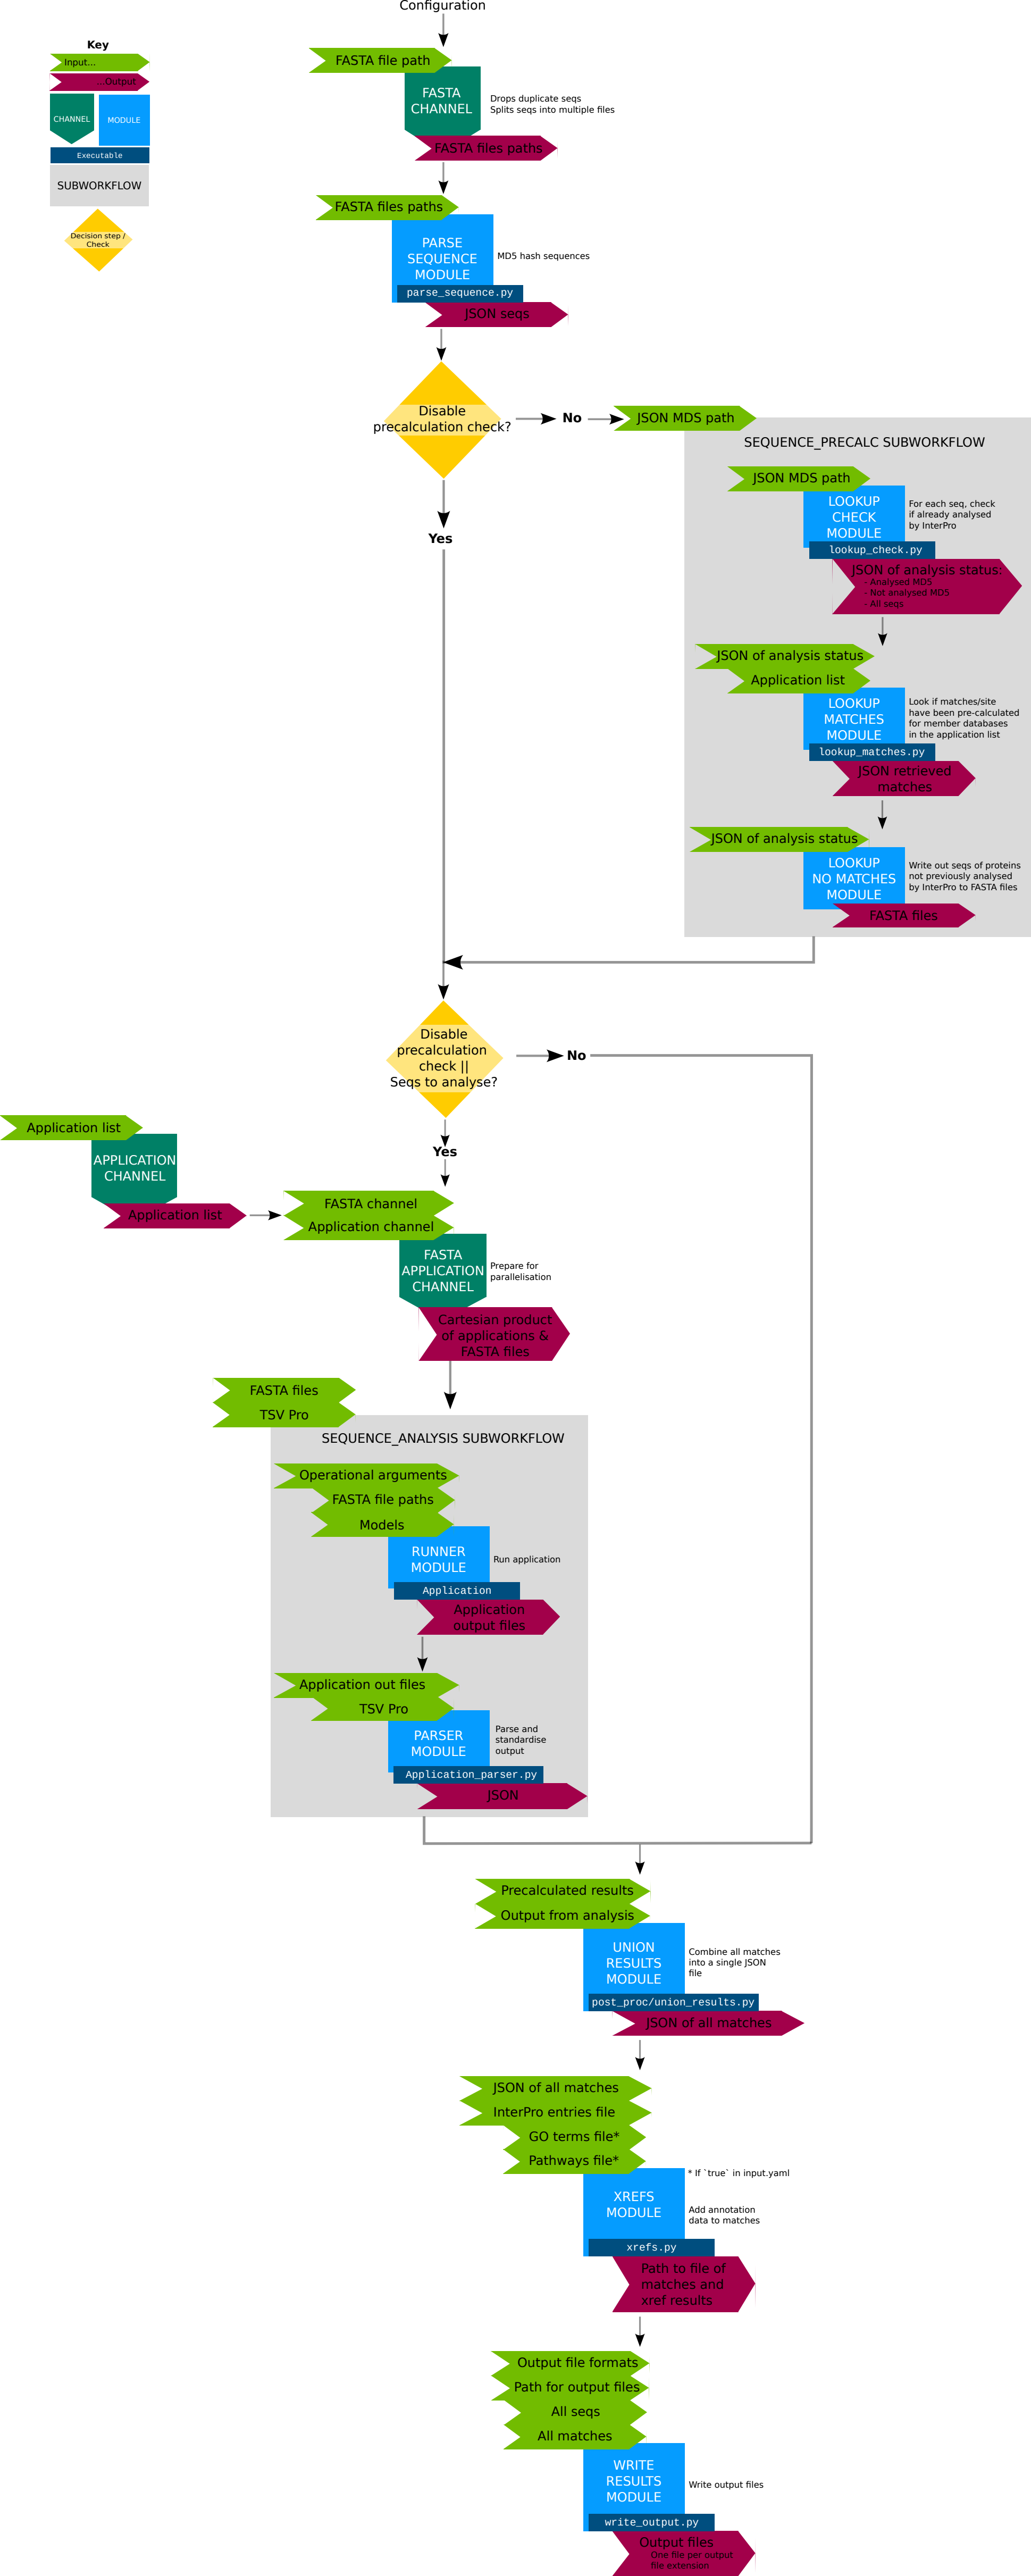 Configuration
Key
Input...
...Output
CHANNEL
MODULE
Executable
SUBWORKFLOW
Decision step /
Check
FASTA file path
FASTA
CHANNEL
Drops duplicate seqs
Splits seqs into multiple files
FASTA files paths
FASTA files paths
PARSE
SEQUENCE
MODULE
MD5 hash sequences
parse_sequence.py
JSON seqs
Disable
precalculation check?
No
JSON MDS path
Yes
SEQUENCE_PRECALC SUBWORKFLOW
JSON MDS path
LOOKUP
CHECK
MODULE
For each seq, check
if already analysed
by InterPro
lookup_check.py
JSON of analysis status:
- Analysed MD5
- Not analysed MD5
- All seqs
JSON of analysis status
Application list
LOOKUP
MATCHES
MODULE
Look if matches/site
have been pre-calculated
for member databases
in the application list
lookup_matches.py
JSON retrieved
matches
JSON of analysis status
LOOKUP
NO MATCHES
MODULE
Write out seqs of proteins
not previously analysed
by InterPro to FASTA files
FASTA files
Disable
precalculation
check ||
Seqs to analyse?
No
Yes
Application list
APPLICATION
CHANNEL
Application list
FASTA channel
Application channel
FASTA
APPLICATION
CHANNEL
Prepare for
parallelisation
Cartesian product
of applications &
FASTA files
FASTA files
TSV Pro
SEQUENCE_ANALYSIS SUBWORKFLOW
Operational arguments
FASTA file paths
Models
RUNNER
MODULE
Run application
Application
Application
output files
Application out files
TSV Pro
PARSER
MODULE
Parse and
standardise
output
Application_parser.py
JSON
Precalculated results
Output from analysis
UNION
RESULTS
MODULE
Combine all matches
into a single JSON
file
post_proc/union_results.py
JSON of all matches
JSON of all matches
InterPro entries file
GO terms file*
Pathways file*
* If `true` in input.yaml
XREFS
MODULE
Add annotation
data to matches
xrefs.py
Path to file of
matches and
xref results
Output file formats
Path for output files
All seqs
All matches
WRITE
RESULTS
MODULE
Write output files
write_output.py
Output files
One file per output
file extension